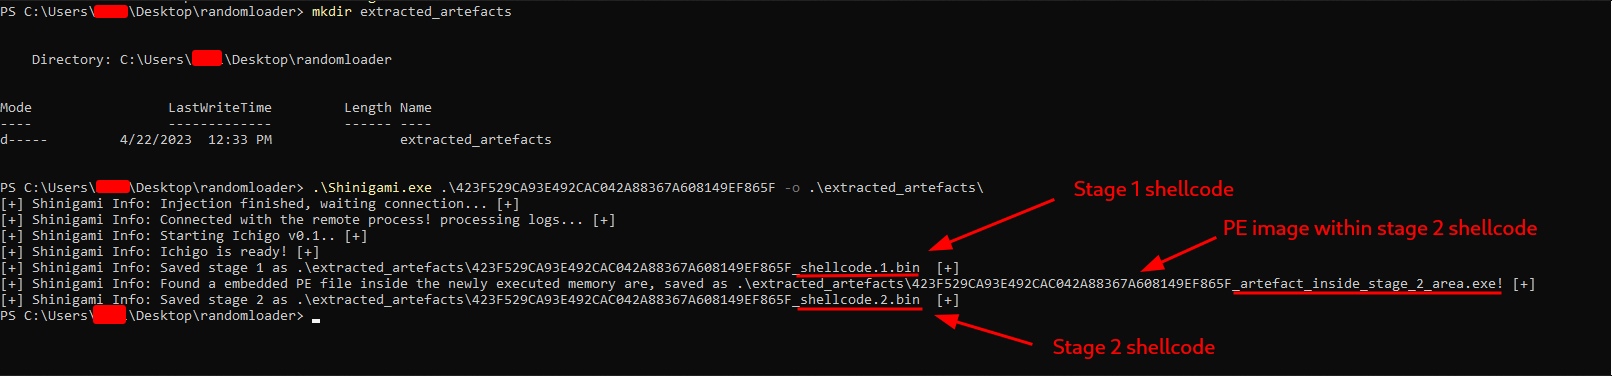 PS C:\Users\ \Desktop\randomloader> mkdir extracted_artefacts
Directory: C:\Users\ \Desktop\randomloader
Mode LastWriteTime Length Name
---- ------------- ------ ----
d----- 4/22/2023 12:33 PM extracted_artefacts
PS C:\Users\ \Desktop\randomloader> .\Shinigami.exe .\423F529CA93E492CAC042A88367A608149EF865F -o .\extracted_artefacts\
[+] Shinigami Info: Injection finished, waiting connection... [+]
Stage 1 shellcode
[+] Shinigami Info: Connected with the remote process! processing logs... [+]
[+] Shinigami Info: Starting Ichigo v0.1.. [+]
PE image within stage 2 shellcode
[+] Shinigami Info: Ichigo is ready! [+]
[+] Shinigami Info: Saved stage 1 as .\extracted_artefacts\423F529CA93E492CAC042A88367A608149EF865F_shellcode.1.bin [+]
[+] Shinigami Info: Found a embedded PE file inside the newly executed memory are, saved as .\extracted_artefacts\423F529CA93E492CAC042A88367A608149EF865F_artefact_inside_stage_2_area.exe! [+]
[+] Shinigami Info: Saved stage 2 as .\extracted_artefacts\423F529CA93E492CAC042A88367A608149EF865F_shellcode.2.bin [+]
PS C:\Users\ \Desktop\randomloader>
Stage 2 shellcode